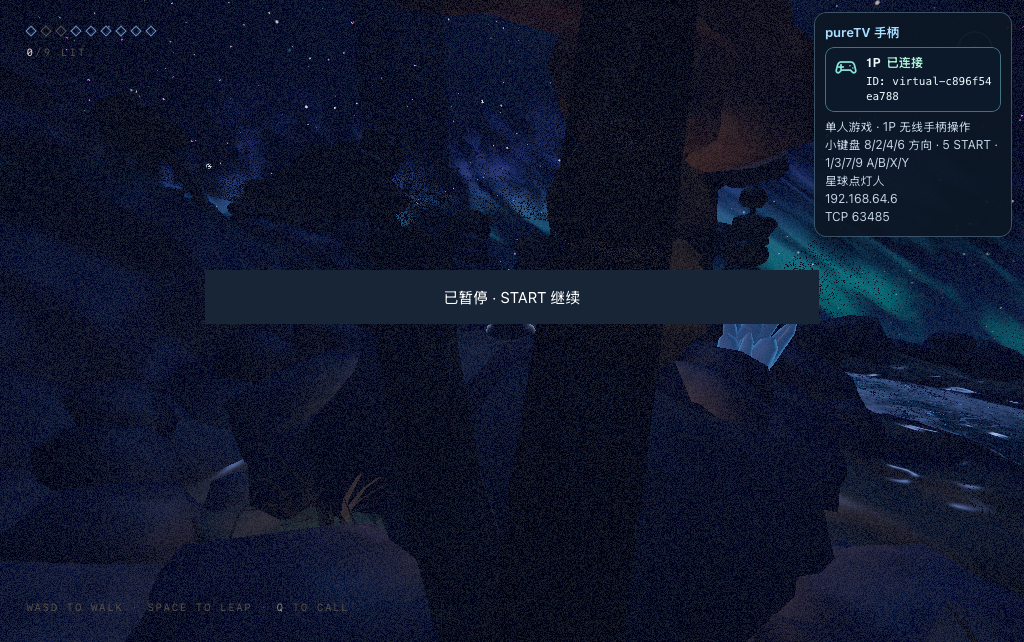 0/9 LIT
pureTV 手柄
1P 已连接
ID: virtual-c896f54
ea788
单人游戏 · 1P 无线手柄操作
小键盘 8/2/4/6 方向 · 5 START ·
1/3/7/9 A/B/X/Y
星球点灯人
192.168.64.6
TCP 63485
已暂停 · START 继续
WASD TO WALK · SPACE TO LEAP · Q TO CALL